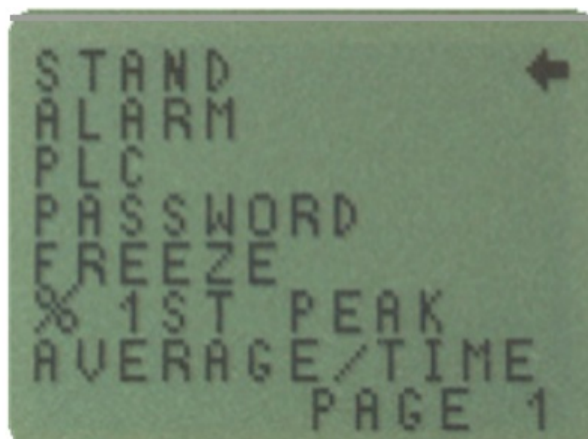 STAND
ALARM
PLC
PASSWORD
FREEZE
% 1ST PEAK
AVERAGE/TIME
PAGE 1